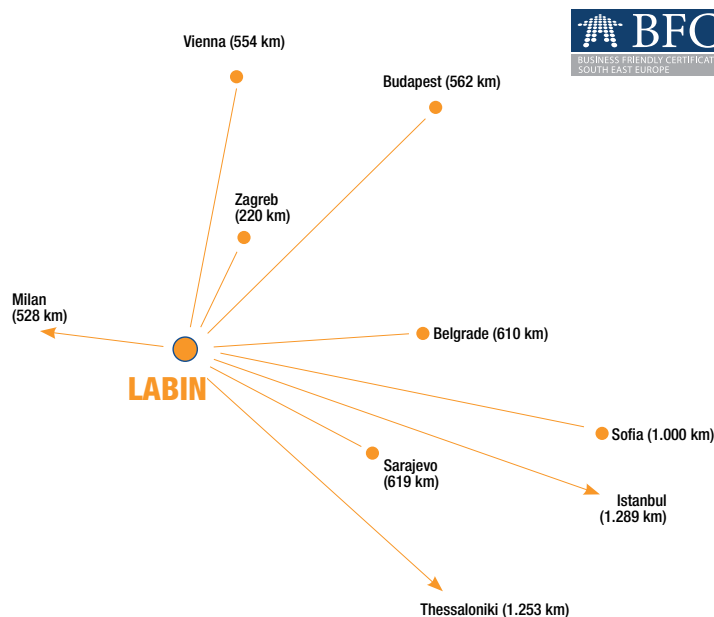 BFC
BUSINESS FRIENDLY CERTIFICAT
SOUTH EAST EUROPE
Vienna (554 km)
Budapest (562 km)
Zagreb
(220 km)
Milan
(528 km)
Belgrade (610 km)
LABIN
Sofia (1.000 km)
Sarajevo
(619 km)
Istanbul
(1.289 km)
Thessaloniki (1.253 km)